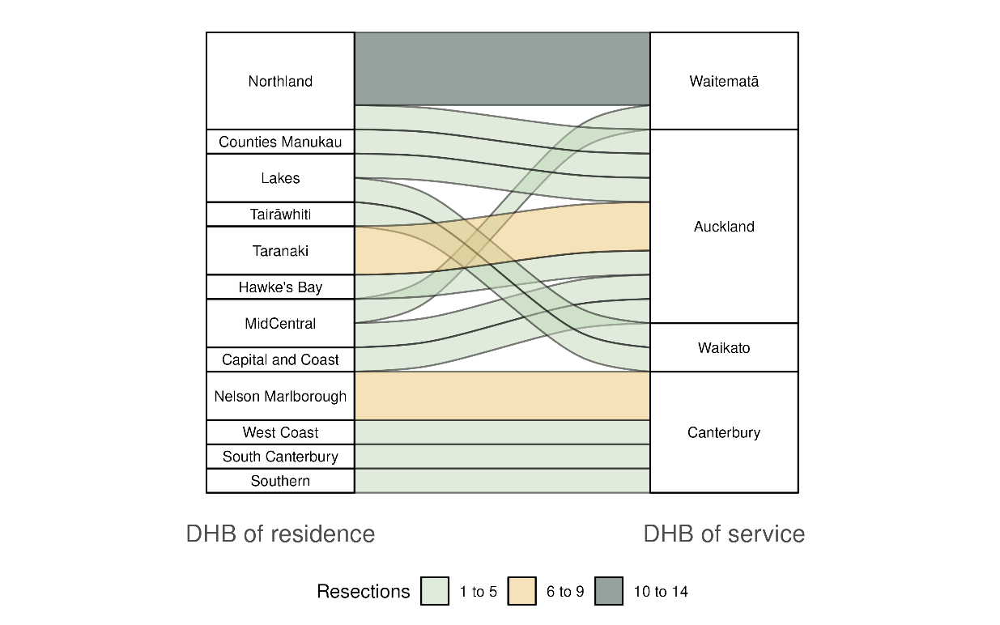 Northland
Waitematā
Counties Manukau
Lakes
Tairāwhiti
Taranaki
Auckland
Hawke's Bay
MidCentral
Waikato
Capital and Coast
Nelson Marlborough
West Coast
Canterbury
South Canterbury
Southern
DHB of residence
DHB of service
Resections 1 to 5 6 to 9 10 to 14